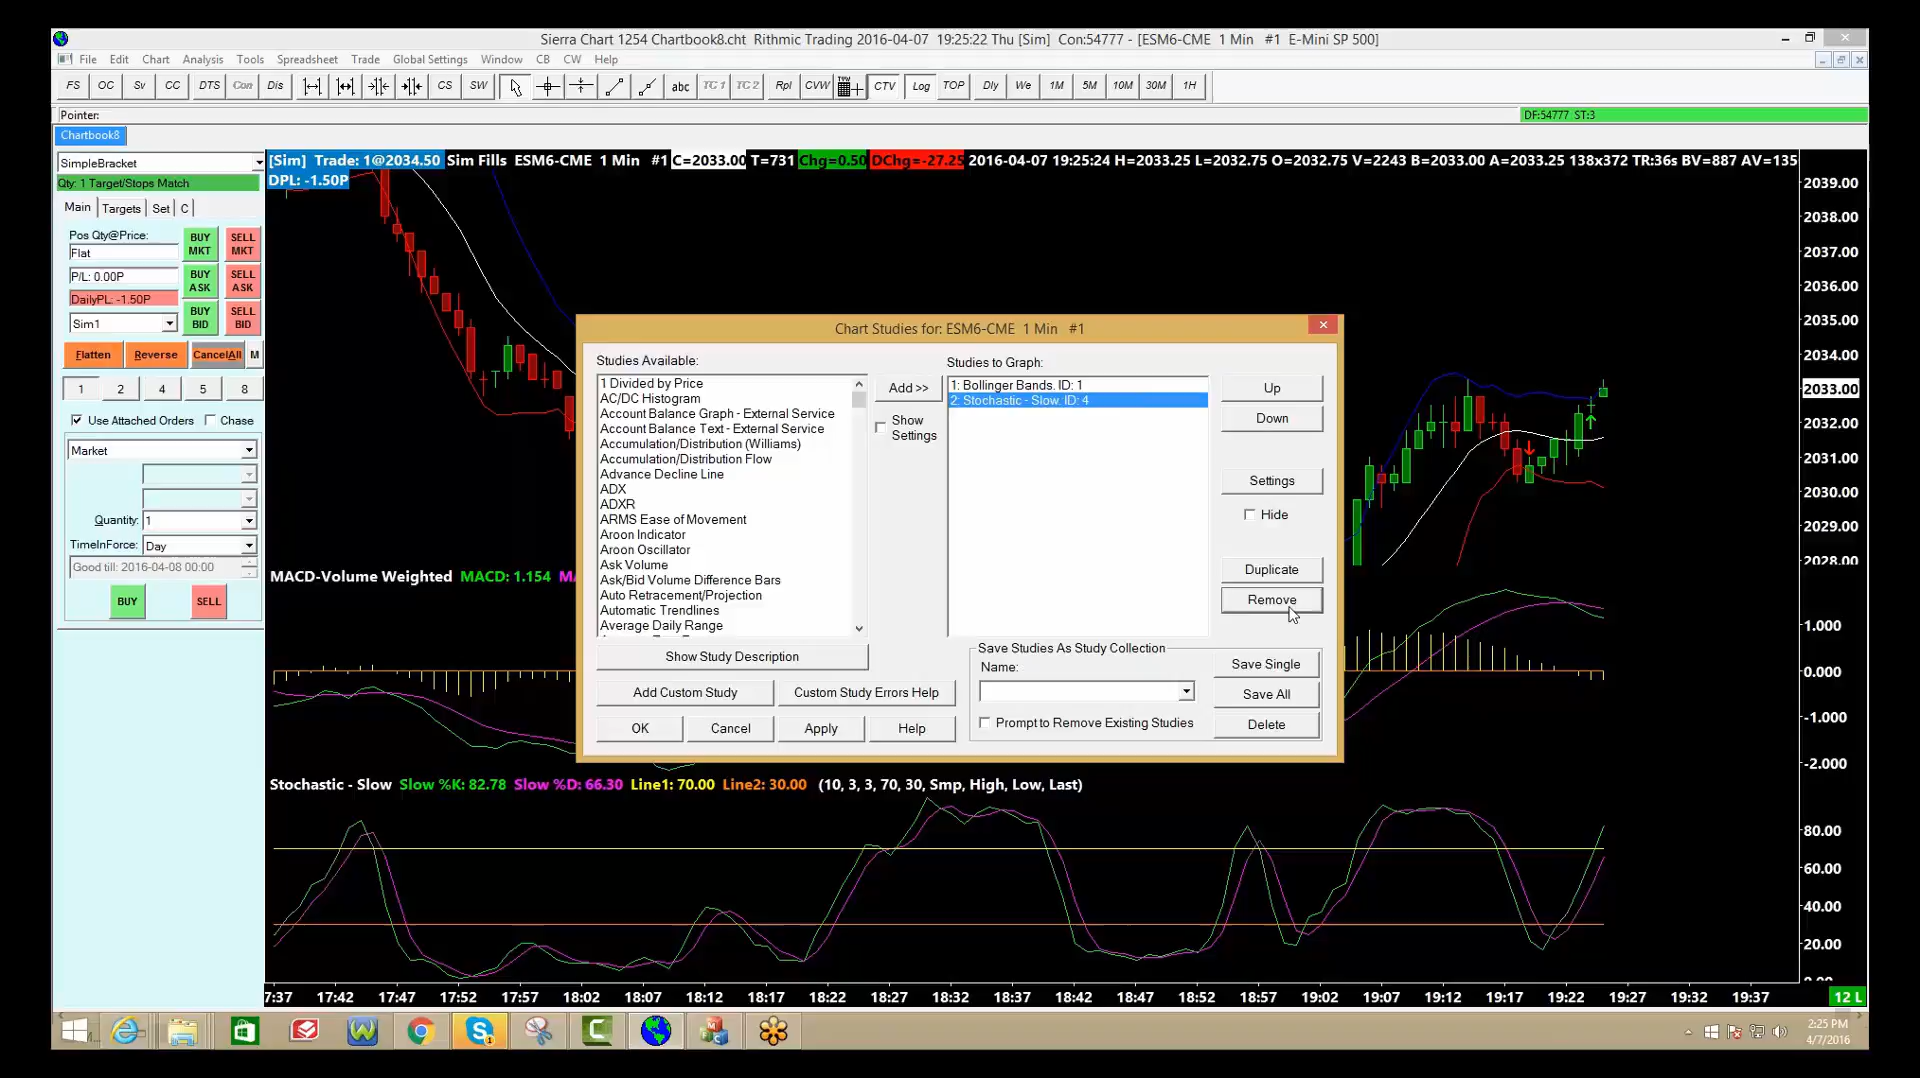 Sierra Chart 1254 Chartbook8.cht Rithmic Trading 2016-04-07 19:25:22 Thu [Sim] Con:54777 - [ESM6-CME 1 Min #1 E-Mini SP 500]
File Edit Chart Analysis Tools Spreadsheet Trade Global Settings Window CB CW Help
FS OC Sv CC DTS Con Dis CS SW abc TC 1 TC 2 Rpl CVW CTV Log TOP Dly We 1M 5M 10M 30M 1H
Pointer:
DF:54777 ST:3
Chartbook8
SimpleBracket
Qty: 1 Target/Stops Match
Main Targets Set C
Pos Qty@Price:
Flat
BUY MKT
SELL MKT
P/L: 0.00P
BUY ASK
SELL ASK
DailyPL: -1.50P
BUY BID
SELL BID
Sim1
Flatten Reverse CancelAll M
1 2 4 5 8
Use Attached Orders Chase
Market
Quantity: 1
TimeInForce: Day
Good till: 2016-04-08 00:00
BUY SELL
[Sim] Trade: 1@2034.50 Sim Fills ESM6-CME 1 Min #1 C=2033.00 T=731 Chg=0.50 DChg=-27.25 2016-04-07 19:25:24 H=2033.25 L=2032.75 O=2032.75 V=2243 B=2033.00 A=2033.25 138x372 TR:36s BV=887 AV=135
DPL: -1.50P
2039.00
2038.00
2037.00
2036.00
2035.00
2034.00
2033.00
2032.00
2031.00
2030.00
2029.00
2028.00
Chart Studies for: ESM6-CME 1 Min #1
Studies Available:
1 Divided by Price
AC/DC Histogram
Account Balance Graph - External Service
Account Balance Text - External Service
Accumulation/Distribution (Williams)
Accumulation/Distribution Flow
Advance Decline Line
ADX
ADXR
ARMS Ease of Movement
Aroon Indicator
Aroon Oscillator
Ask Volume
Ask/Bid Volume Difference Bars
Auto Retracement/Projection
Automatic Trendlines
Average Daily Range
Add >>
Show Settings
Studies to Graph:
1: Bollinger Bands. ID: 1
2: Stochastic - Slow. ID: 4
Up
Down
Settings
Hide
Duplicate
Remove
Show Study Description
Add Custom Study Custom Study Errors Help
OK Cancel Apply Help
Save Studies As Study Collection
Name:
Prompt to Remove Existing Studies
Save Single
Save All
Delete
MACD-Volume Weighted MACD: 1.154
1.000
0.000
-1.000
-2.000
Stochastic - Slow Slow %K: 82.78 Slow %D: 66.30 Line1: 70.00 Line2: 30.00 (10, 3, 3, 70, 30, Smp, High, Low, Last)
80.00
60.00
40.00
20.00
7:37 17:42 17:47 17:52 17:57 18:02 18:07 18:12 18:17 18:22 18:27 18:32 18:37 18:42 18:47 18:52 18:57 19:02 19:07 19:12 19:17 19:22 19:27 19:32 19:37 12 L
2:25 PM
4/7/2016